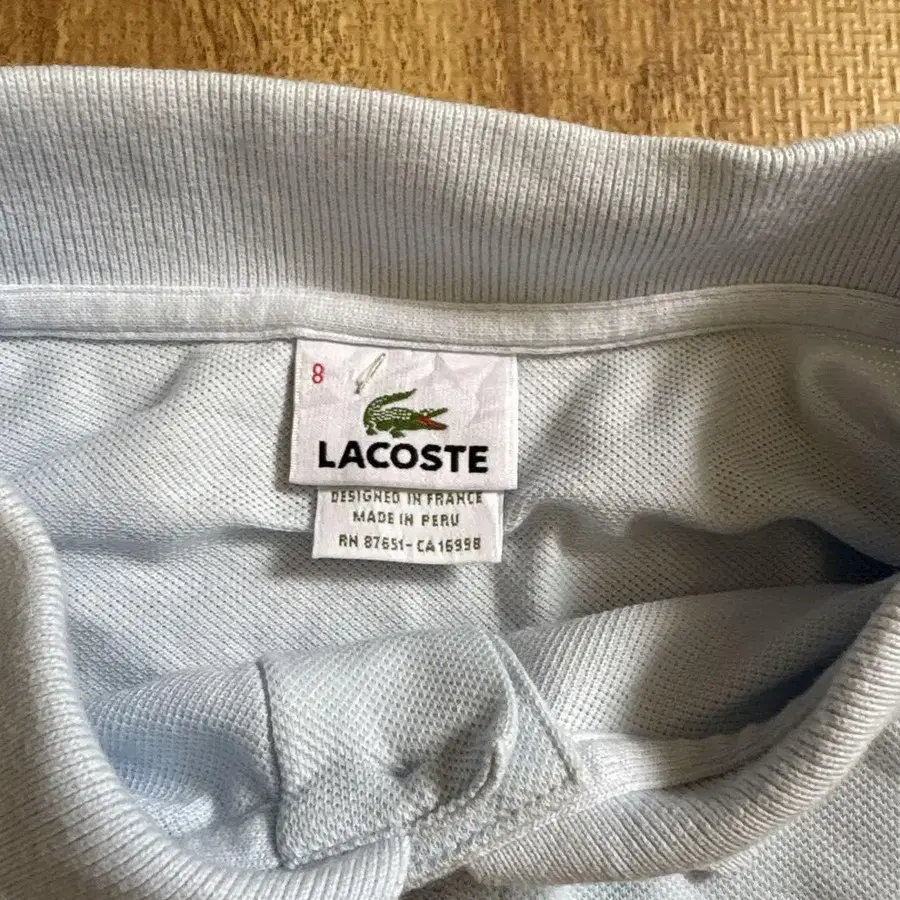 8
LACOSTE
DESIGNED IN FRANCE
MADE IN PERU
RN 87651-CA16998